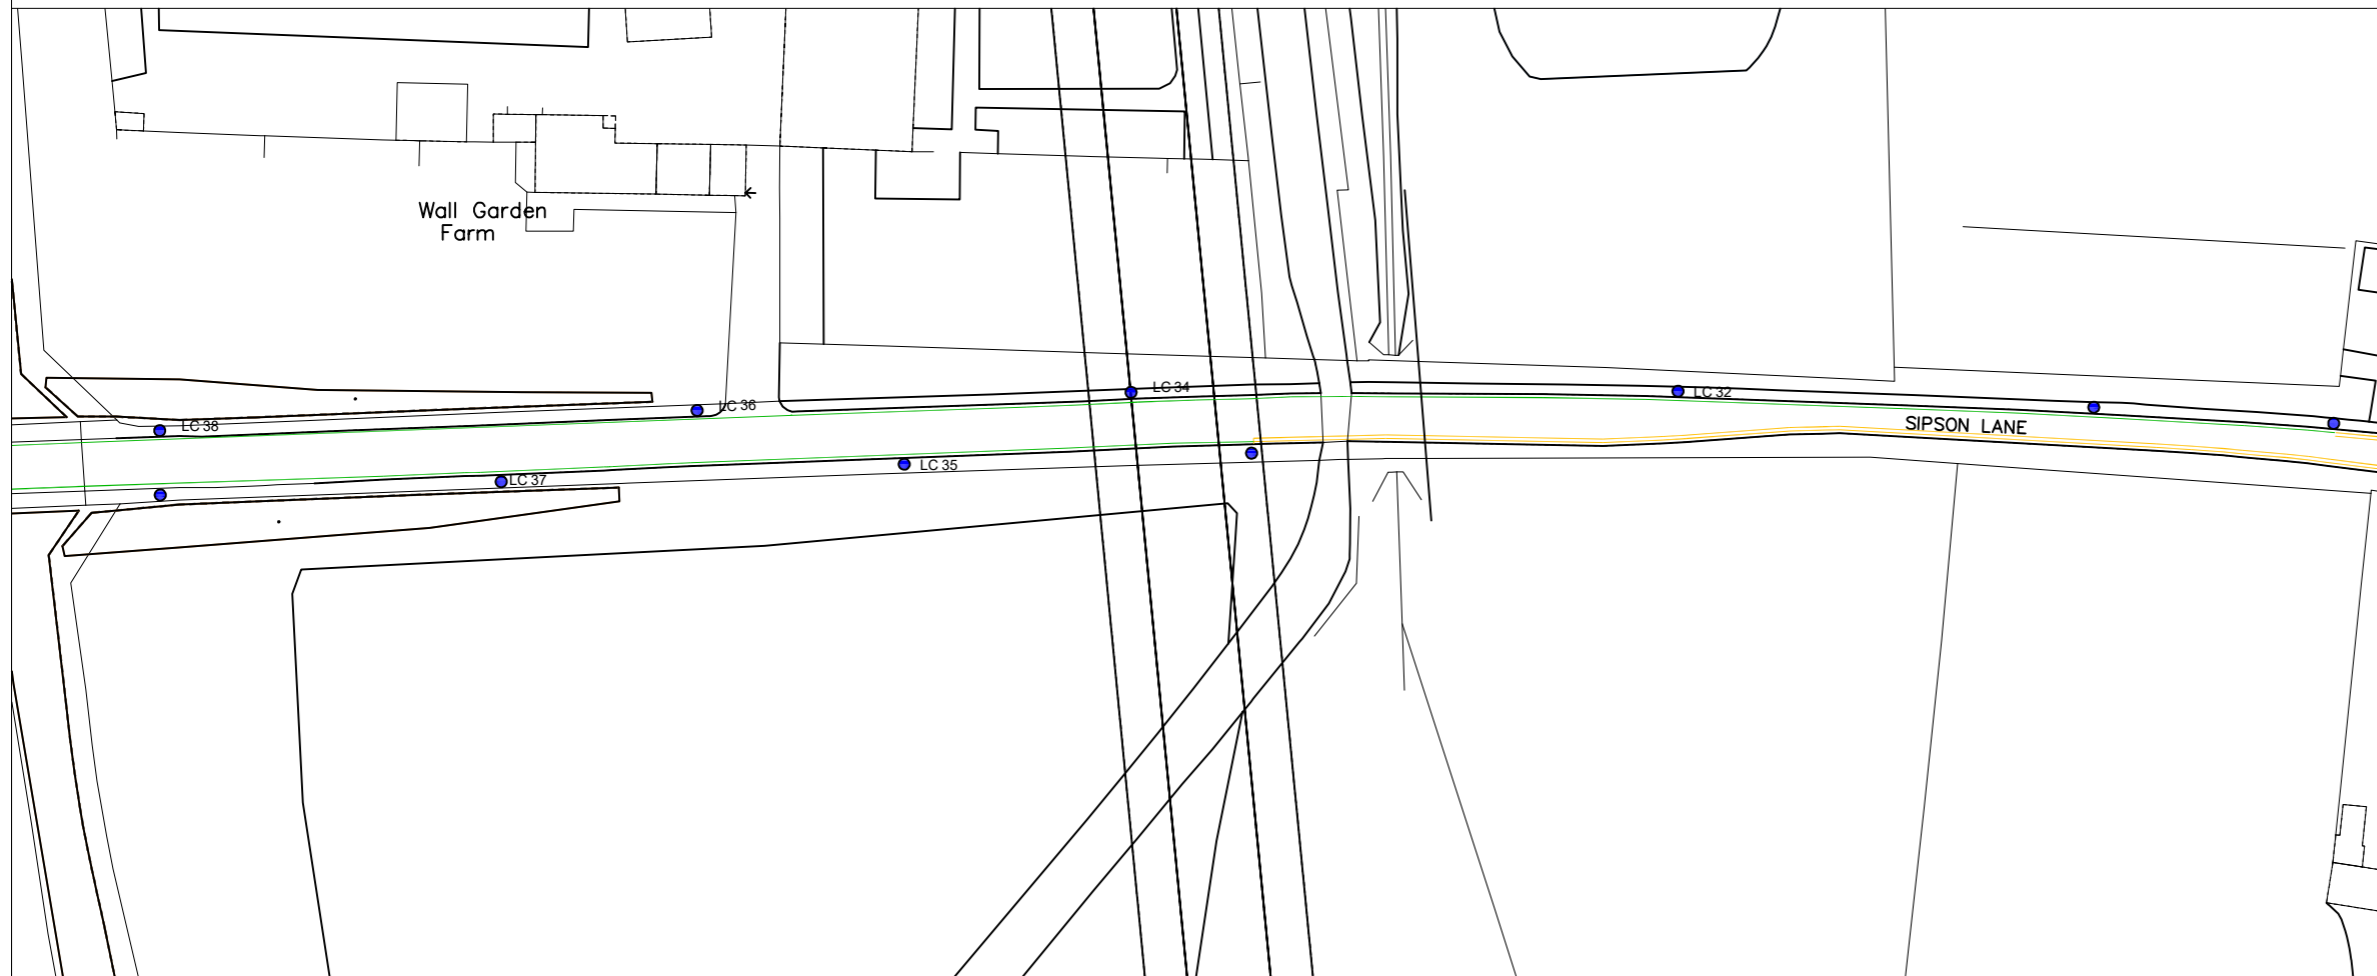 Wall Garden
Farm
LC 34
LC 32
LC 36
LC 38
SIPSON LANE
LC 35
LC 37